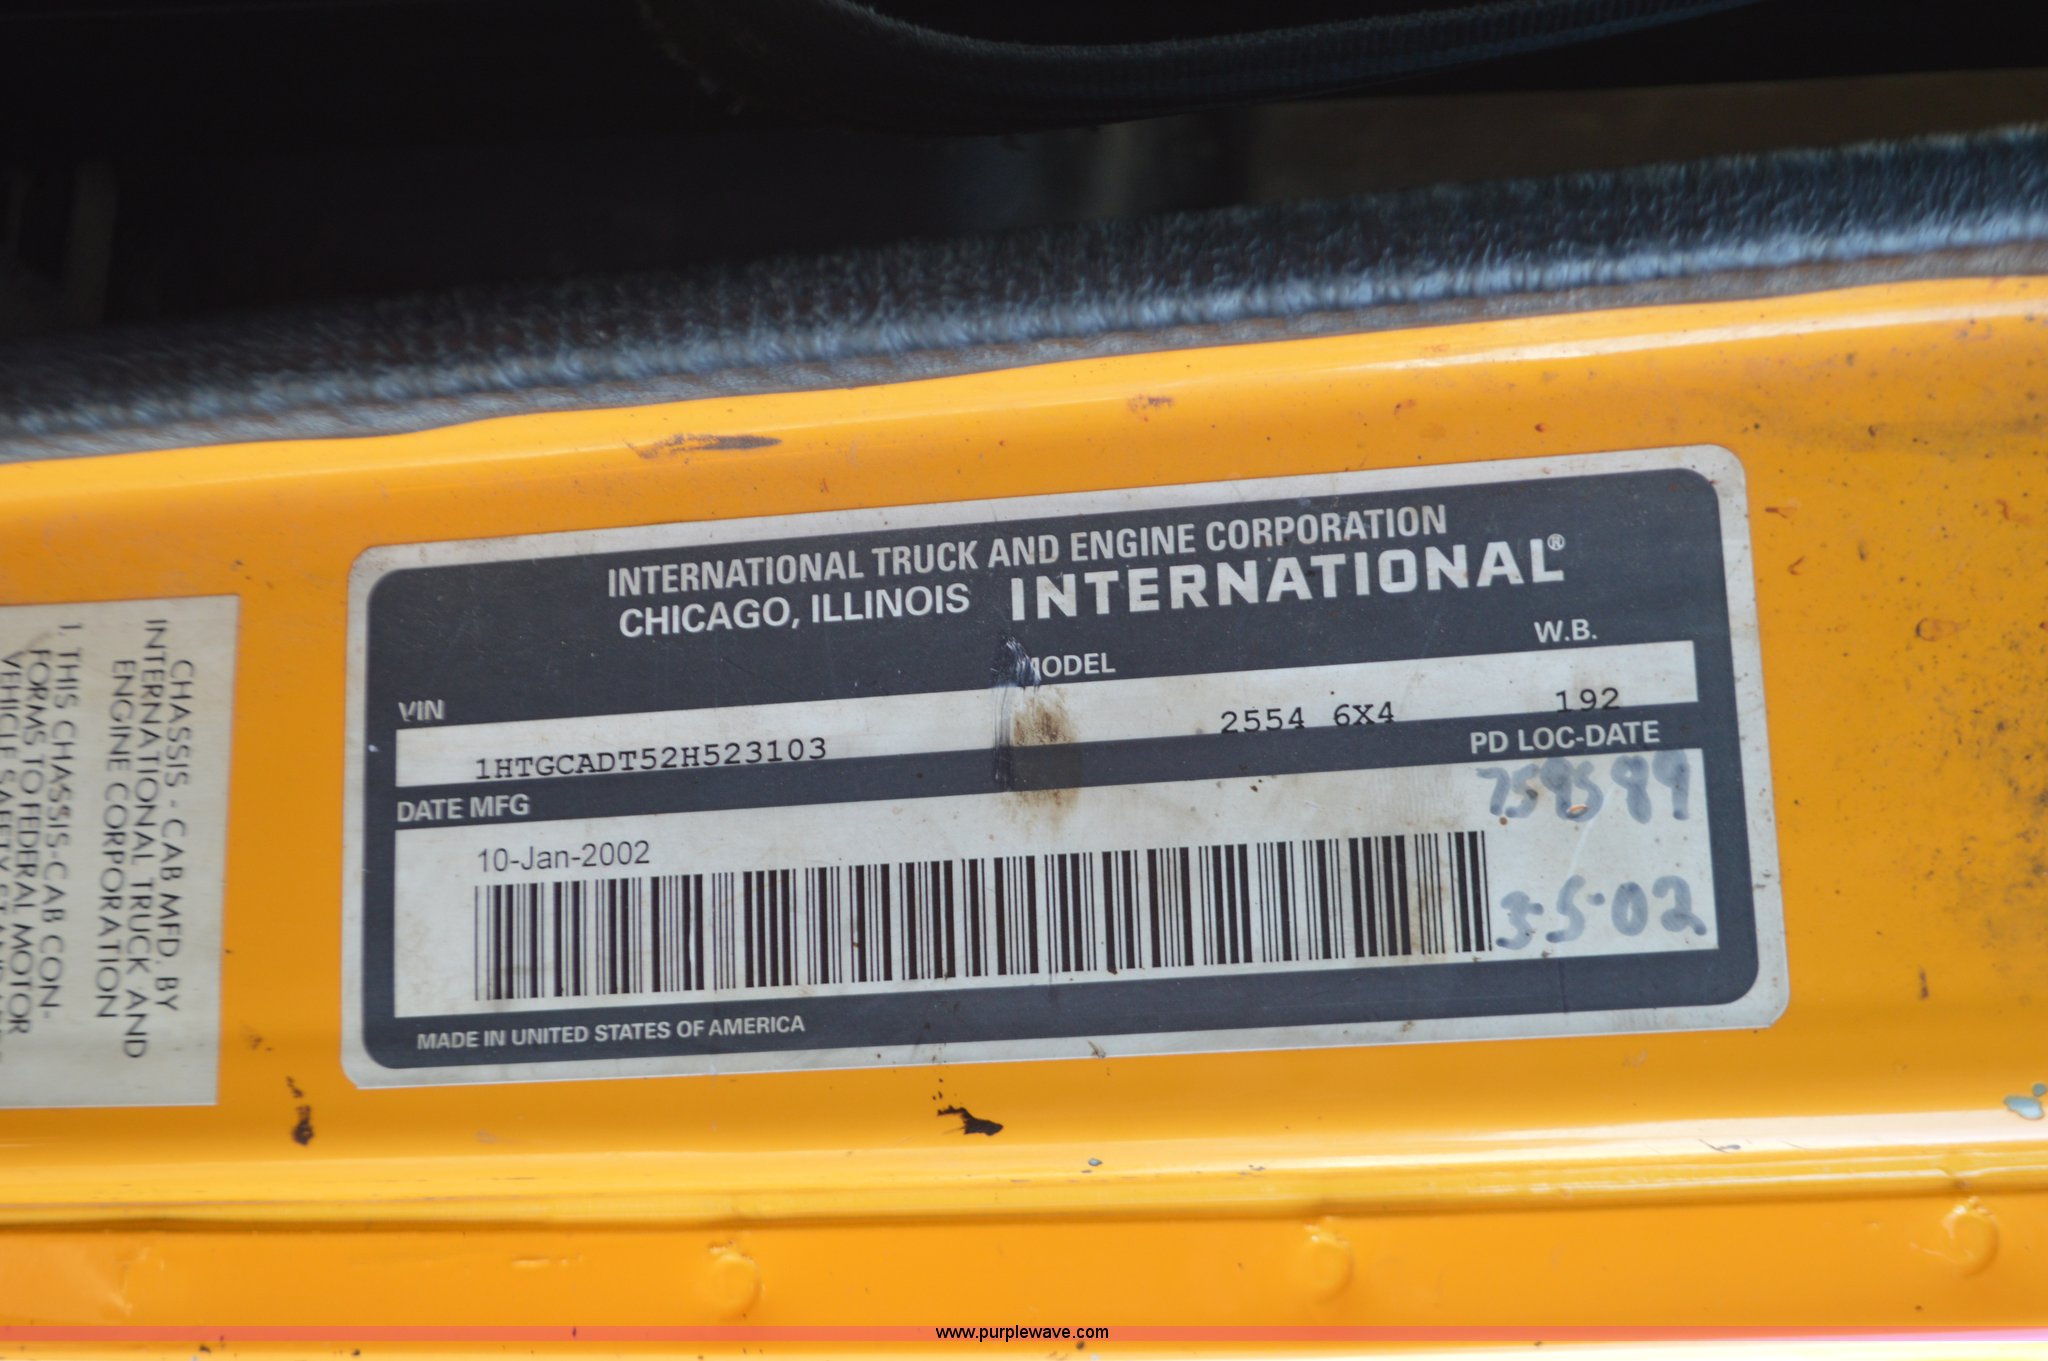 INTERNATIONAL TRUCK AND ENGINE CORPORATION
CHICAGO, ILLINOIS INTERNATIONAL®
VIN MODEL W.B.
1HTGCADT52H523103 2554 6X4 192
DATE MFG PD LOC-DATE
10-Jan-2002
3-5-02
MADE IN UNITED STATES OF AMERICA
CHASSIS - CAB MFD. BY
INTERNATIONAL TRUCK AND
ENGINE CORPORATION
1. THIS CHASSIS-CAB CON-
FORMS TO FEDERAL MOTOR
VEHICLE SAFETY
www.purplewave.com